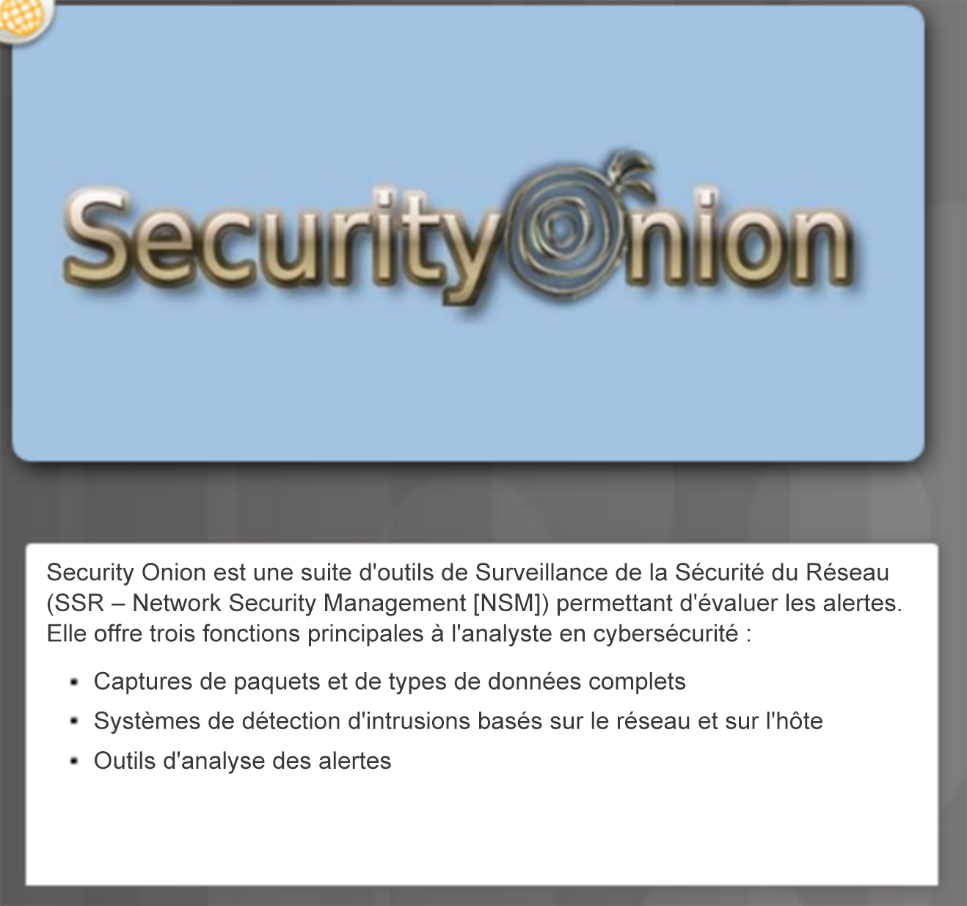 SecurityOnion
Security Onion est une suite d'outils de Surveillance de la Sécurité du Réseau
(SSR – Network Security Management [NSM]) permettant d'évaluer les alertes.
Elle offre trois fonctions principales à l'analyste en cybersécurité :
▪ Captures de paquets et de types de données complets
▪ Systèmes de détection d'intrusions basés sur le réseau et sur l'hôte
▪ Outils d'analyse des alertes